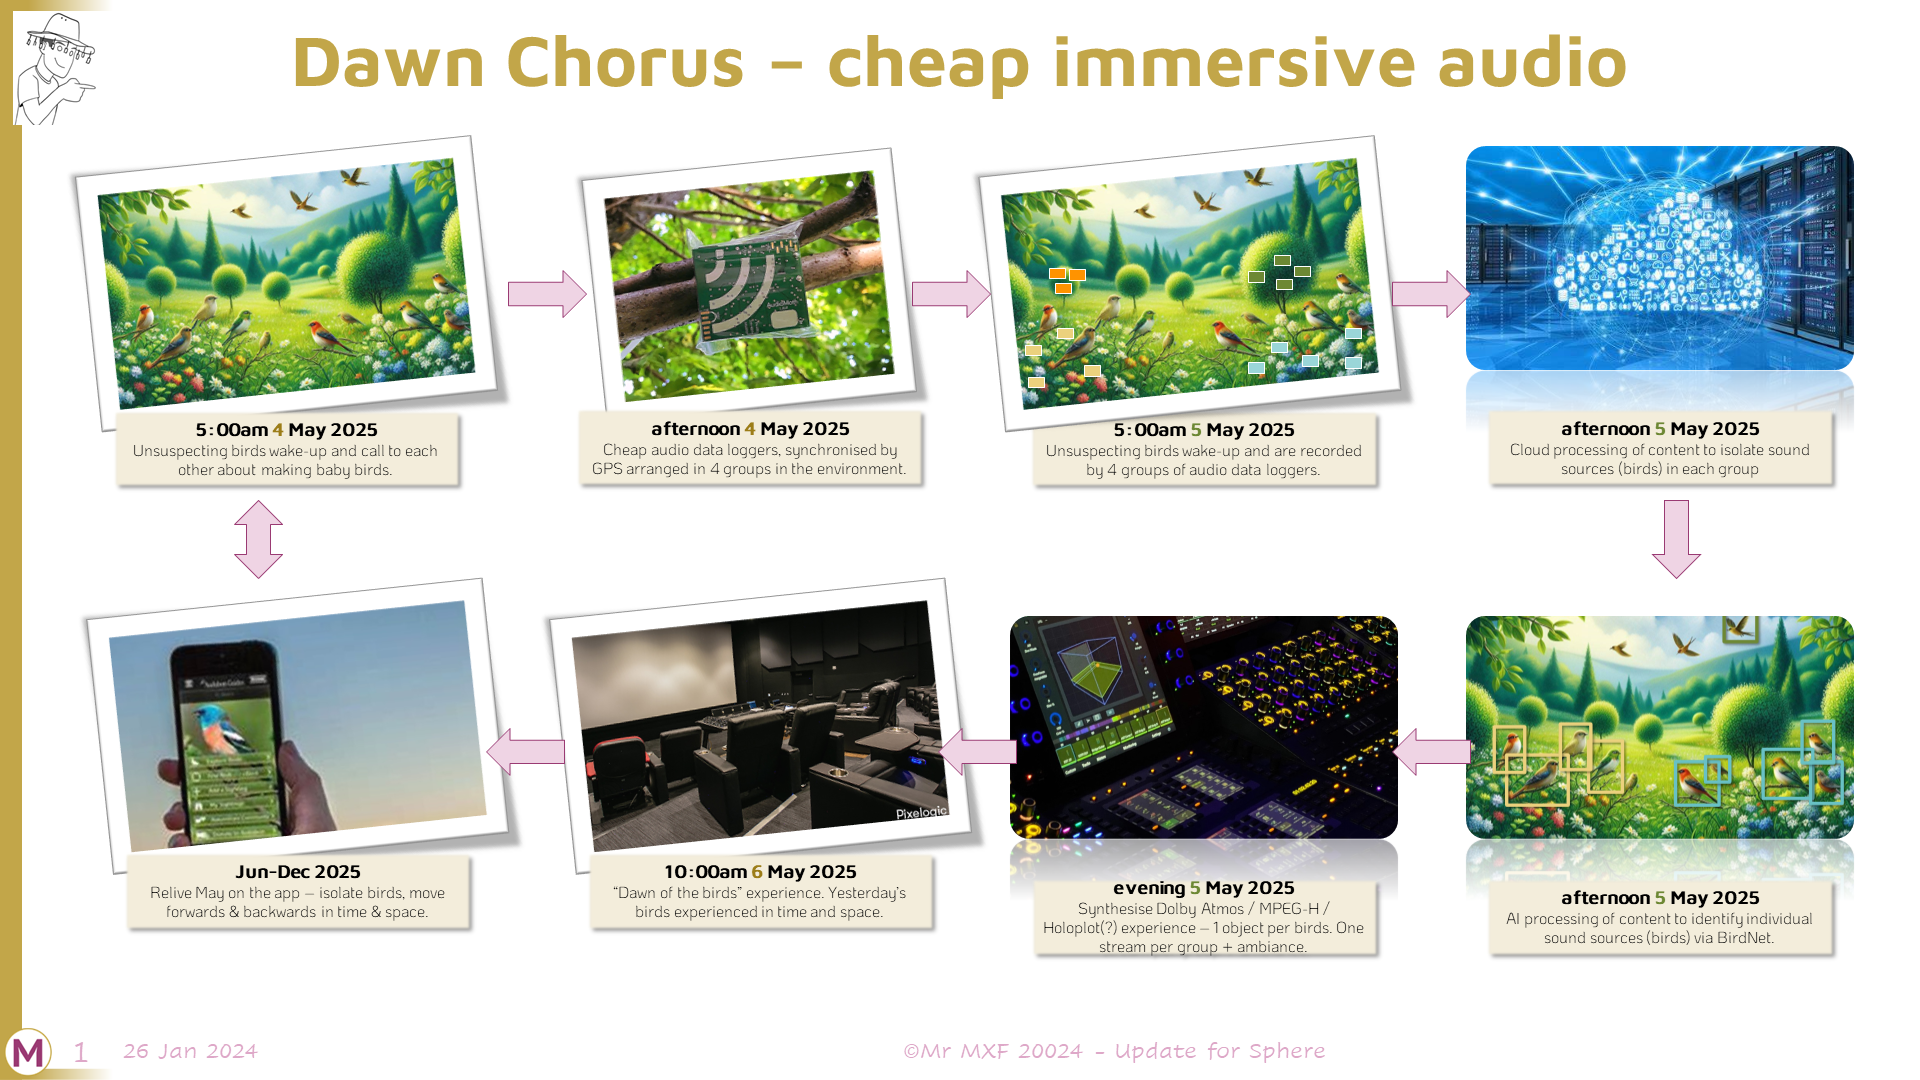 Dawn Chorus – cheap immersive audio
5:00am 4 May 2025
Unsuspecting birds wake-up and call to each
other about making baby birds.
afternoon 4 May 2025
Cheap audio data loggers, synchronised by
GPS arranged in 4 groups in the environment.
5:00am 5 May 2025
Unsuspecting birds wake-up and are recorded
by 4 groups of audio data loggers.
afternoon 5 May 2025
Cloud processing of content to isolate sound
sources (birds) in each group
Jun-Dec 2025
Relive May on the app – isolate birds, move
forwards & backwards in time & space.
Pixelogic
10:00am 6 May 2025
“Dawn of the birds” experience. Yesterday’s
birds experienced in time and space.
evening 5 May 2025
Synthesise Dolby Atmos / MPEG-H /
Holoplot(?) experience – 1 object per birds. One
stream per group + ambiance.
afternoon 5 May 2025
AI processing of content to identify individual
sound sources (birds) via BirdNet.
M
1
26 Jan 2024
©Mr MXF 20024 - Update for Sphere